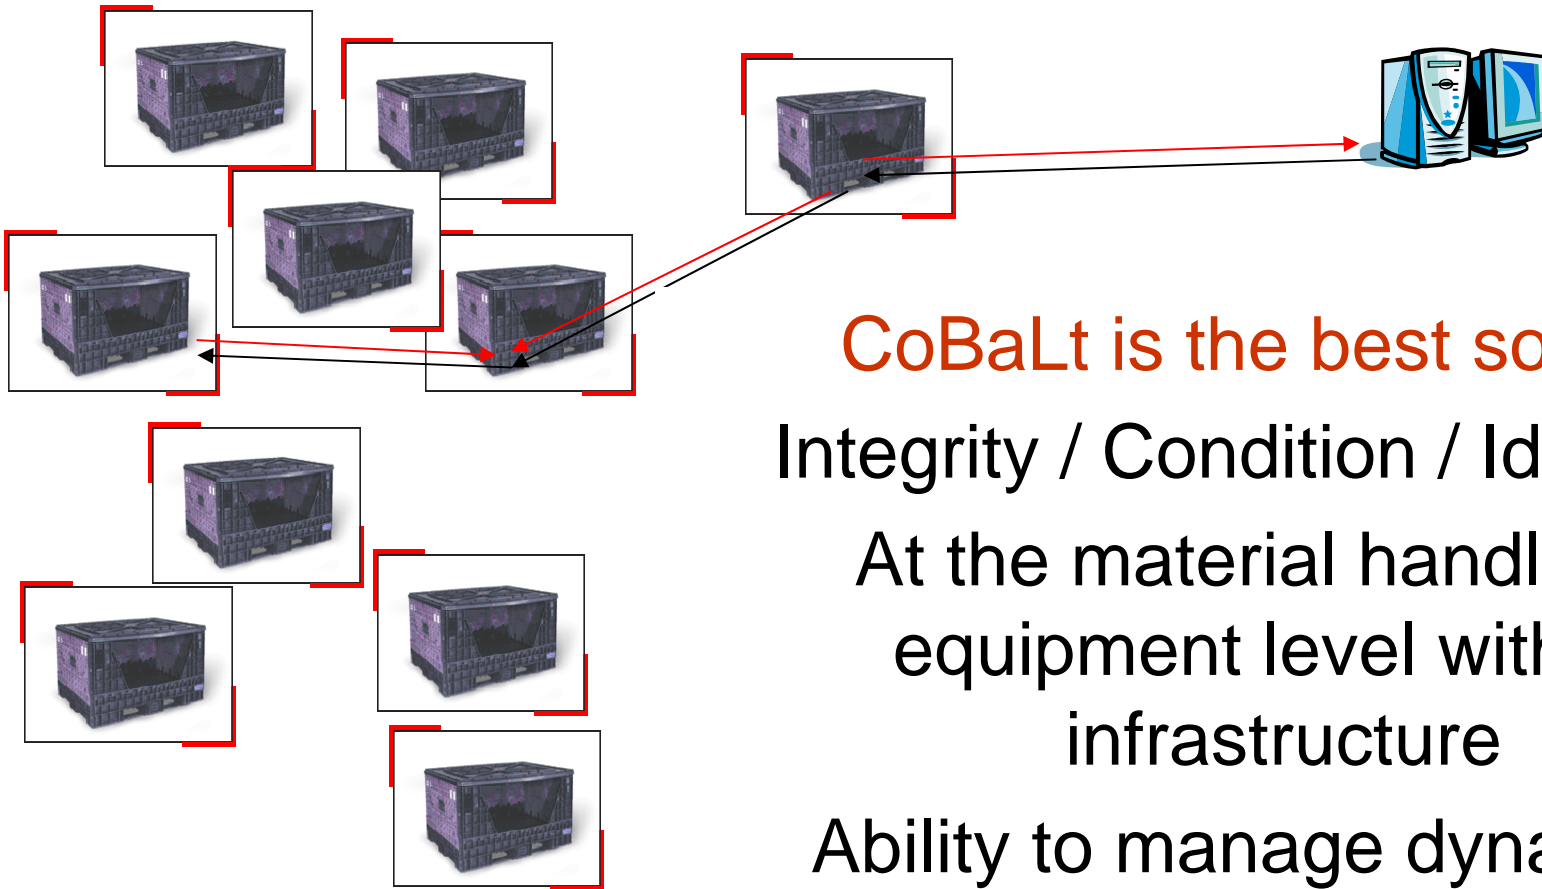 CoBaLt is the best so
Integrity / Condition / Id
At the material handl
equipment level with
infrastructure
Ability to manage dyna